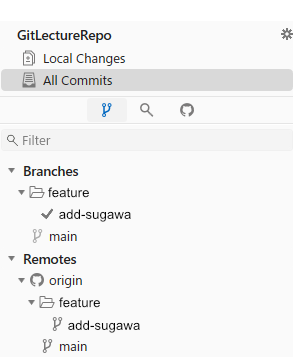 GitLectureRepo
Local Changes
All Commits
Filter
Branches
feature
add-sugawa
main
Remotes
origin
feature
add-sugawa
main